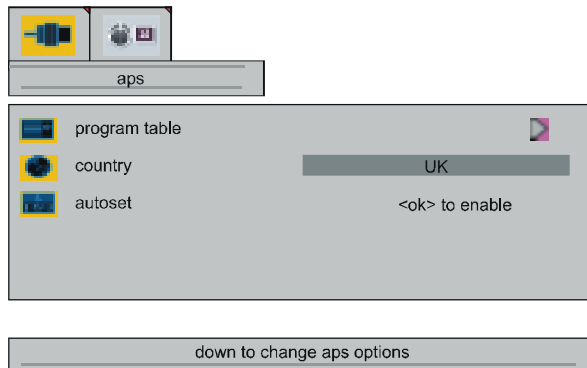 aps
program table
country UK
autoset <ok> to enable
down to change aps options